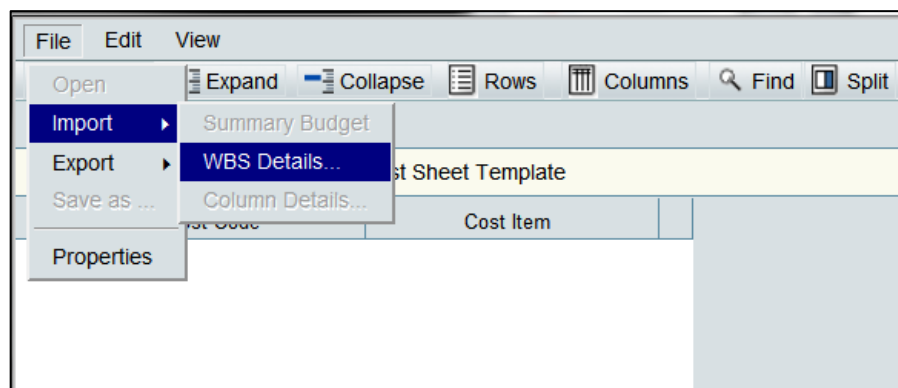 File Edit View
Open Expand Collapse Rows Columns Find Split
Import Summary Budget
Export WBS Details... st Sheet Template
Save as ... Column Details...
Cost Item
Properties